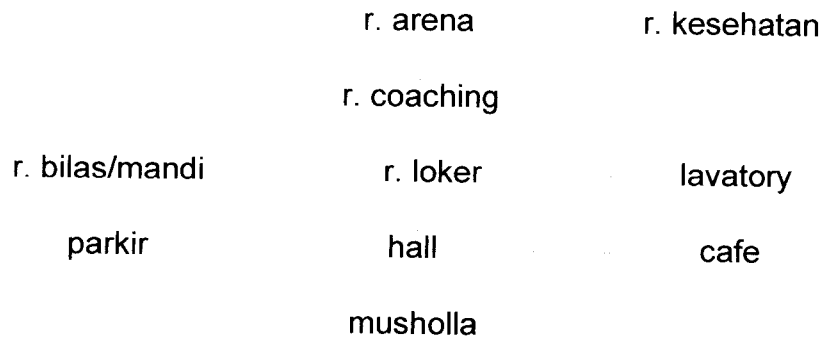 r. arena r. kesehatan
r. coaching
r. bilas/mandi r. loker lavatory
parkir hall cafe
musholla